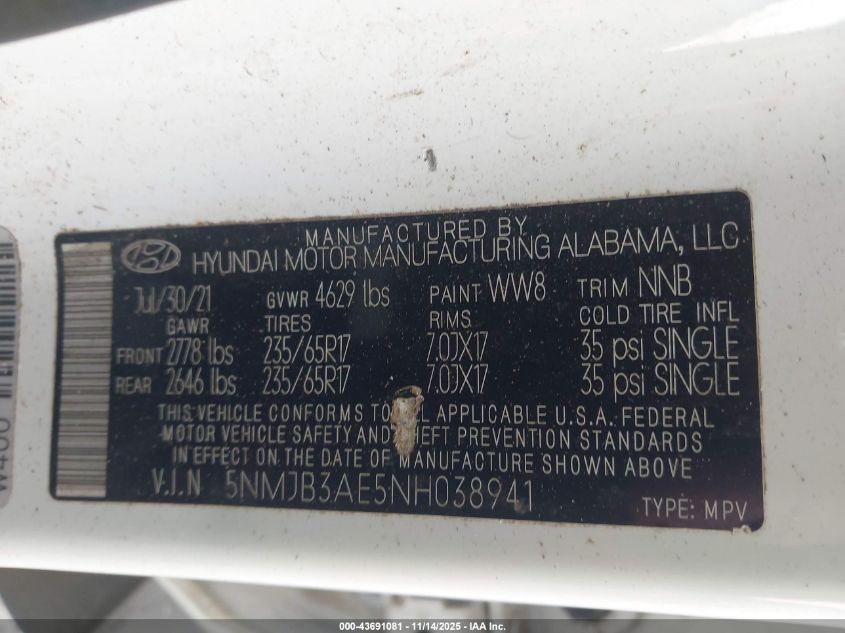 MANUFACTURED BY
HYUNDAI MOTOR MANUFACTURING ALABAMA, LLC
Jul/30/21 GVWR 4629 lbs PAINT WW8 TRIM NNB
GAWR TIRES RIMS COLD TIRE INFL
FRONT 2778 lbs 235/65R17 7.0JX17 35 psi SINGLE
REAR 2646 lbs 235/65R17 7.0JX17 35 psi SINGLE
THIS VEHICLE CONFORMS TO APPLICABLE U.S.A. FEDERAL
MOTOR VEHICLE SAFETY AND THEFT PREVENTION STANDARDS
IN EFFECT ON THE DATE OF MANUFACTURE SHOWN ABOVE
V.I.N 5NMJB3AE5NH038941 TYPE: MPV
000-43691081 - 11/14/2025 - IAA Inc.